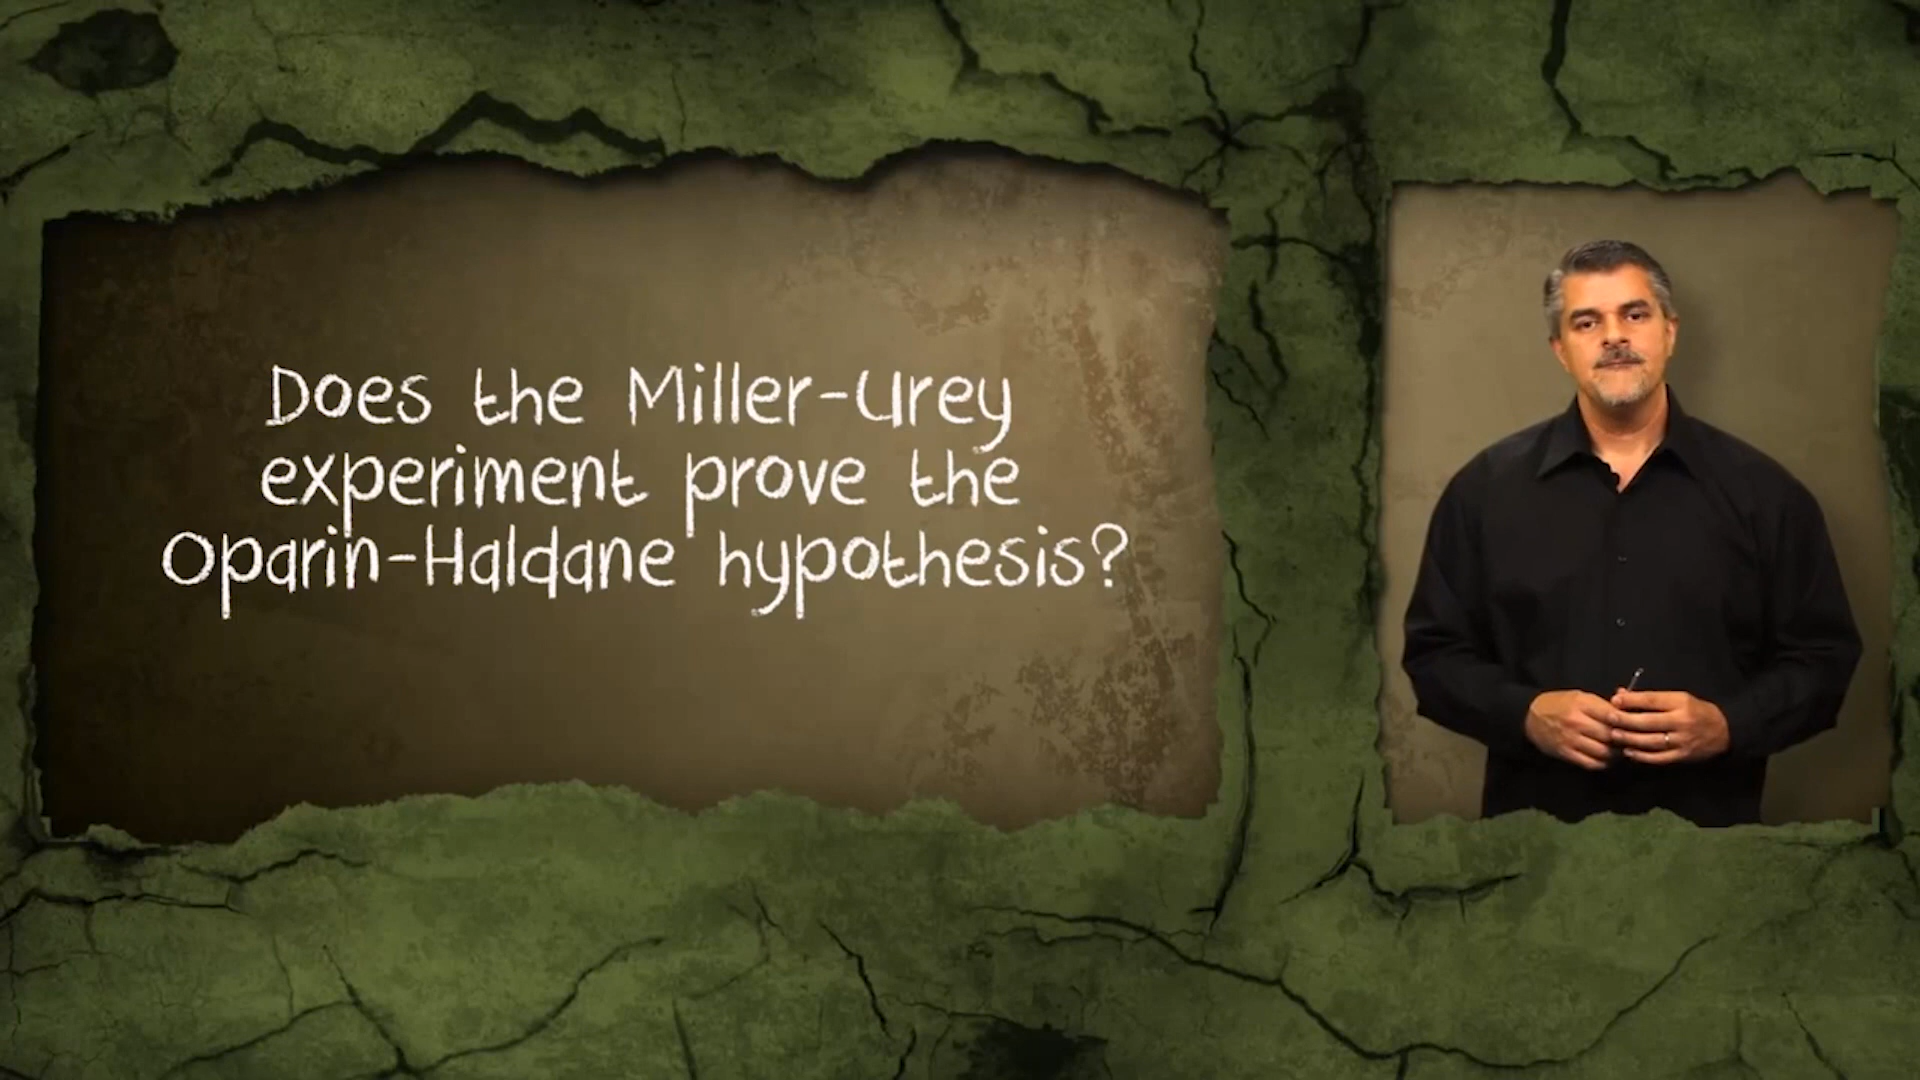 Does the Miller-Urey
experiment prove the
Oparin-Haldane hypothesis?